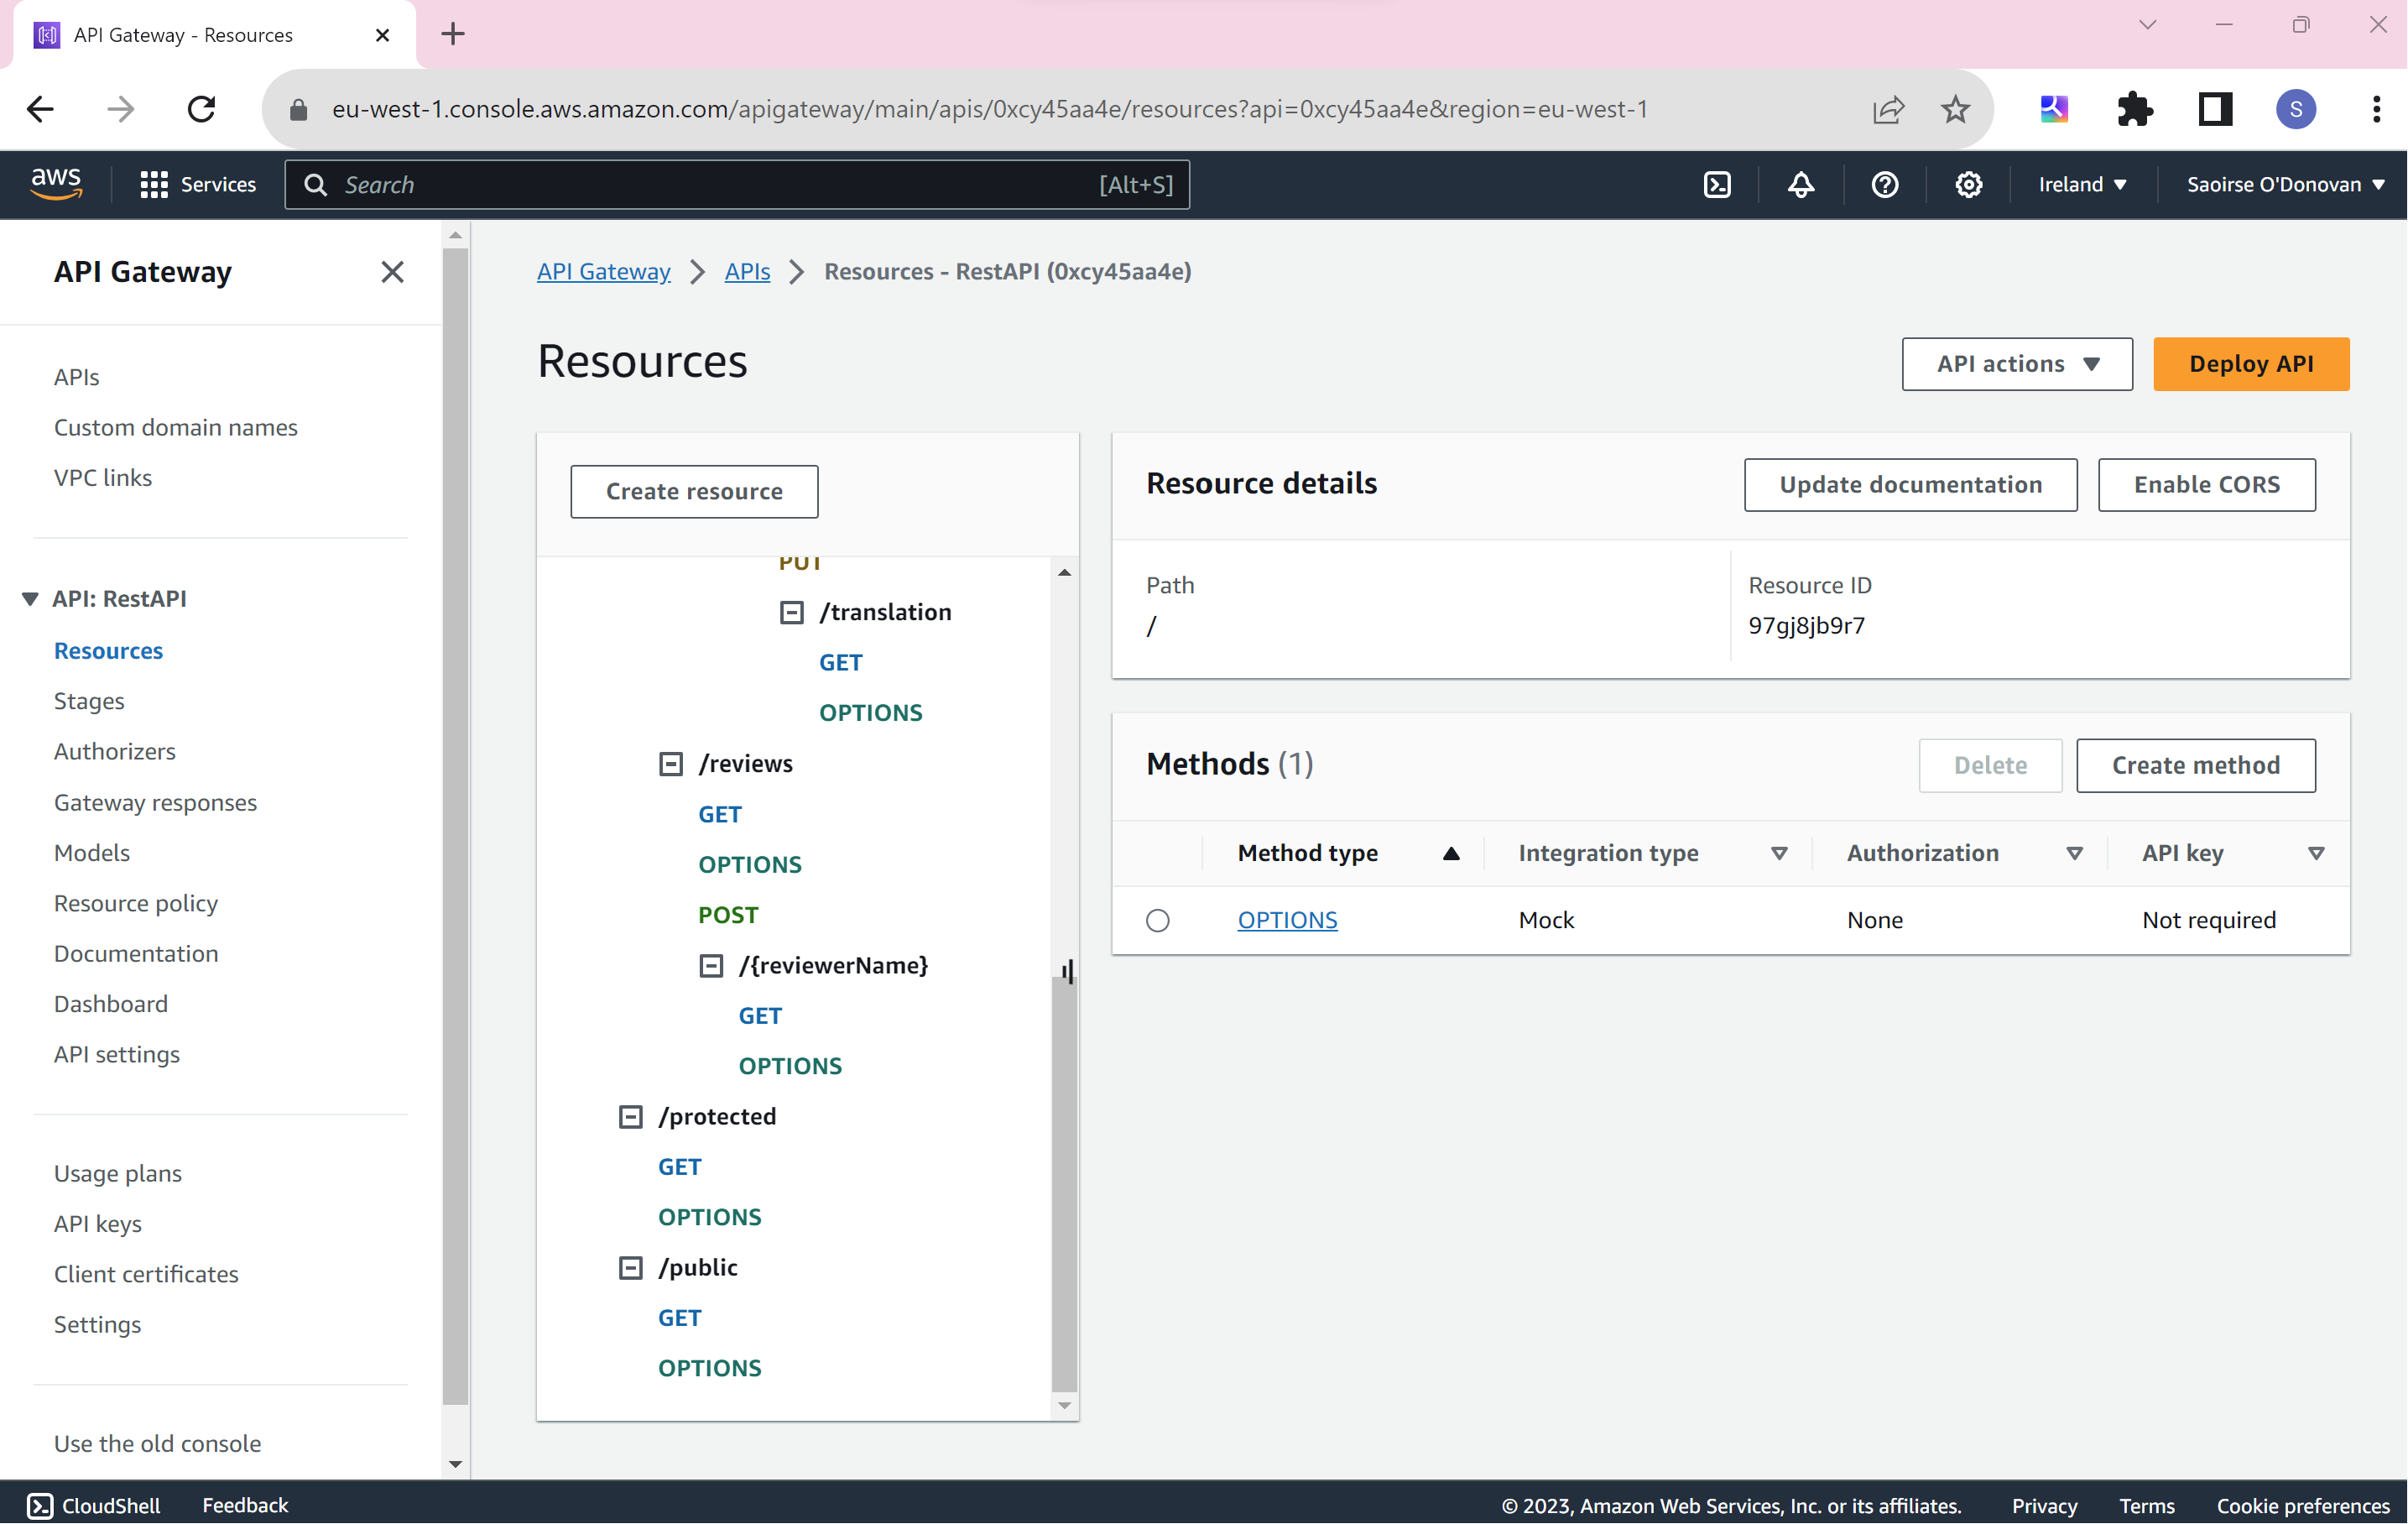 API Gateway - Resources
eu-west-1.console.aws.amazon.com/apigateway/main/apis/0xcy45aa4e/resources?api=0xcy45aa4e&region=eu-west-1
S
aws
Services
Search
[Alt+S]
Ireland
Saoirse O'Donovan
API Gateway
APIs
Custom domain names
VPC links
API: RestAPI
Resources
Stages
Authorizers
Gateway responses
Models
Resource policy
Documentation
Dashboard
API settings
Usage plans
API keys
Client certificates
Settings
Use the old console
API Gateway
APIs
Resources - RestAPI (0xcy45aa4e)
Resources
API actions
Deploy API
Create resource
PUT
/translation
GET
OPTIONS
/reviews
GET
OPTIONS
POST
/{reviewerName}
GET
OPTIONS
/protected
GET
OPTIONS
/public
GET
OPTIONS
Resource details
Update documentation
Enable CORS
Path
/
Resource ID
97gj8jb9r7
Methods (1)
Delete
Create method
Method type
Integration type
Authorization
API key
OPTIONS
Mock
None
Not required
CloudShell
Feedback
© 2023, Amazon Web Services, Inc. or its affiliates.
Privacy
Terms
Cookie preferences